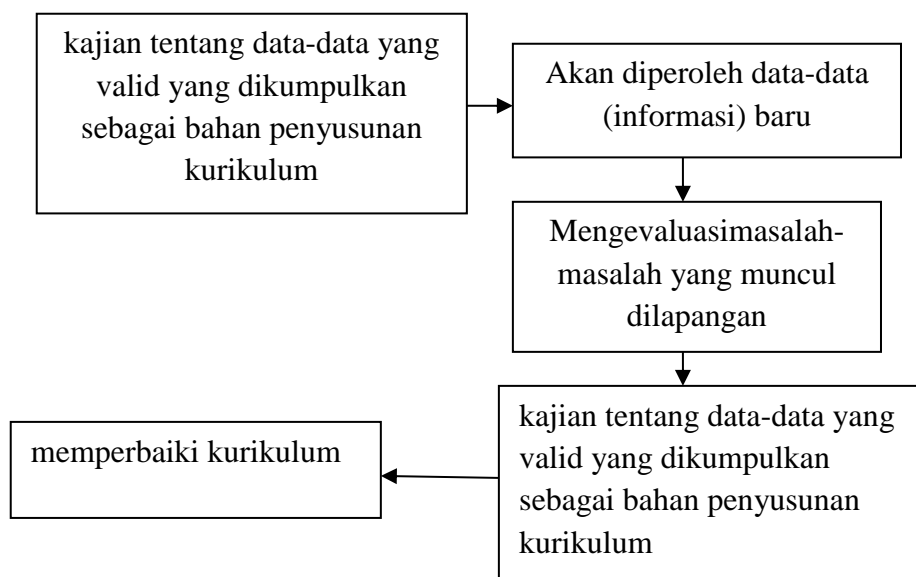 kajian tentang data-data yang
valid yang dikumpulkan
sebagai bahan penyusunan
kurikulum
Akan diperoleh data-data
(informasi) baru
Mengevaluasimasalah-
masalah yang muncul
dilapangan
kajian tentang data-data yang
valid yang dikumpulkan
sebagai bahan penyusunan
kurikulum
memperbaiki kurikulum